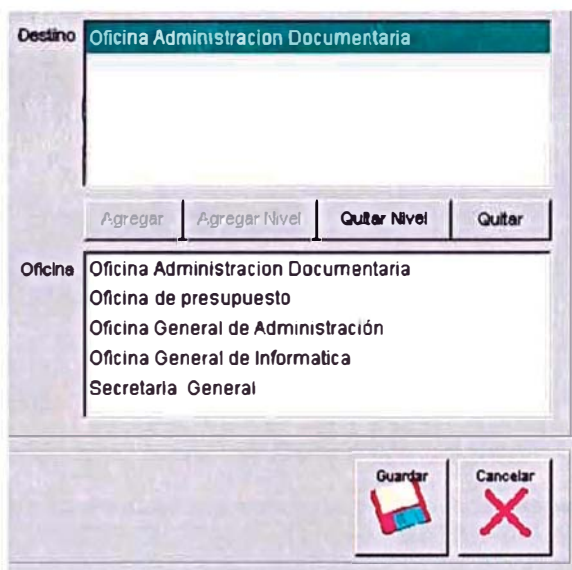 Destino
Oficina Administracion Documentaria
Agregar
Agregar Nivel
Quitar Nivel
Quitar
Oficina
Oficina Administracion Documentaria
Oficina de presupuesto
Oficina General de Administración
Oficina General de Informatica
Secretaria General
Guardar
Cancelar